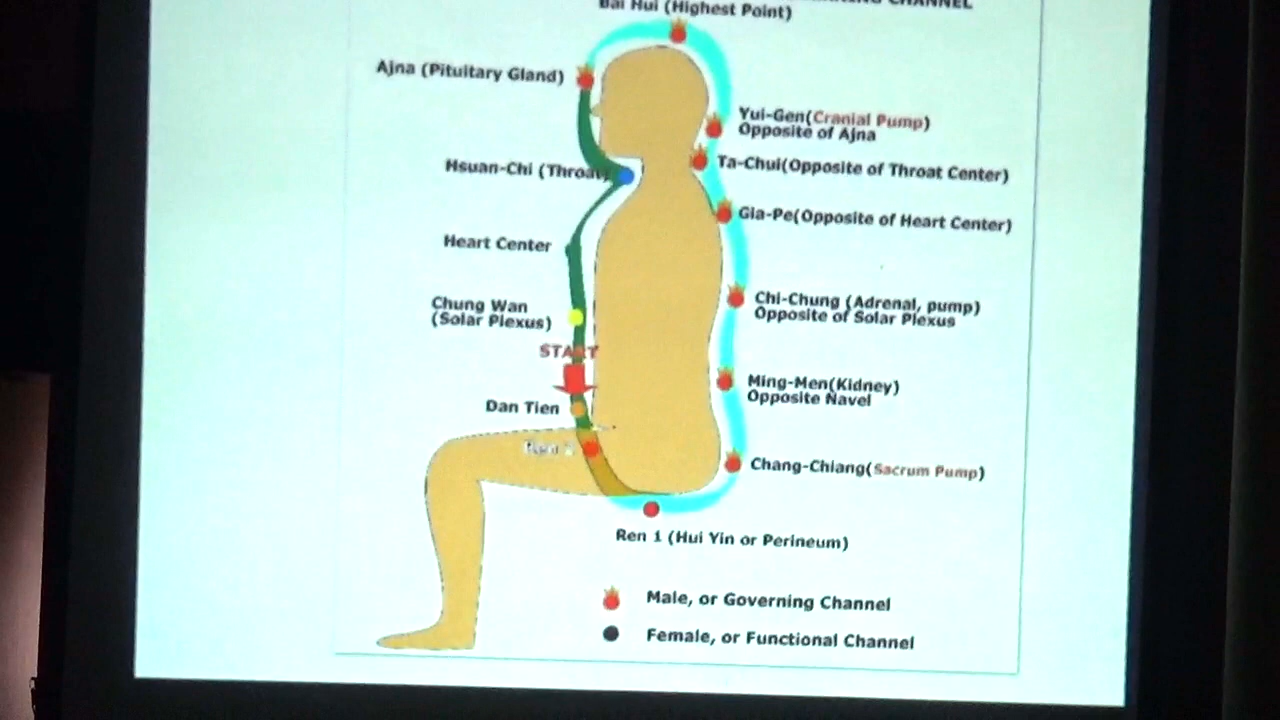 CHANNEL
Bai Hui (Highest Point)
Ajna (Pituitary Gland)
Yui-Gen(Cranial Pump)
Opposite of Ajna
Hsuan-Chi (Throat)
Ta-Chui(Opposite of Throat Center)
Gia-Pe(Opposite of Heart Center)
Heart Center
Chung Wan
(Solar Plexus)
Chi-Chung (Adrenal, pump)
Opposite of Solar Plexus
START
Ming-Men(Kidney)
Opposite Navel
Dan Tien
Chang-Chiang(Sacrum Pump)
Ren 1 (Hui Yin or Perineum)
Male, or Governing Channel
Female, or Functional Channel